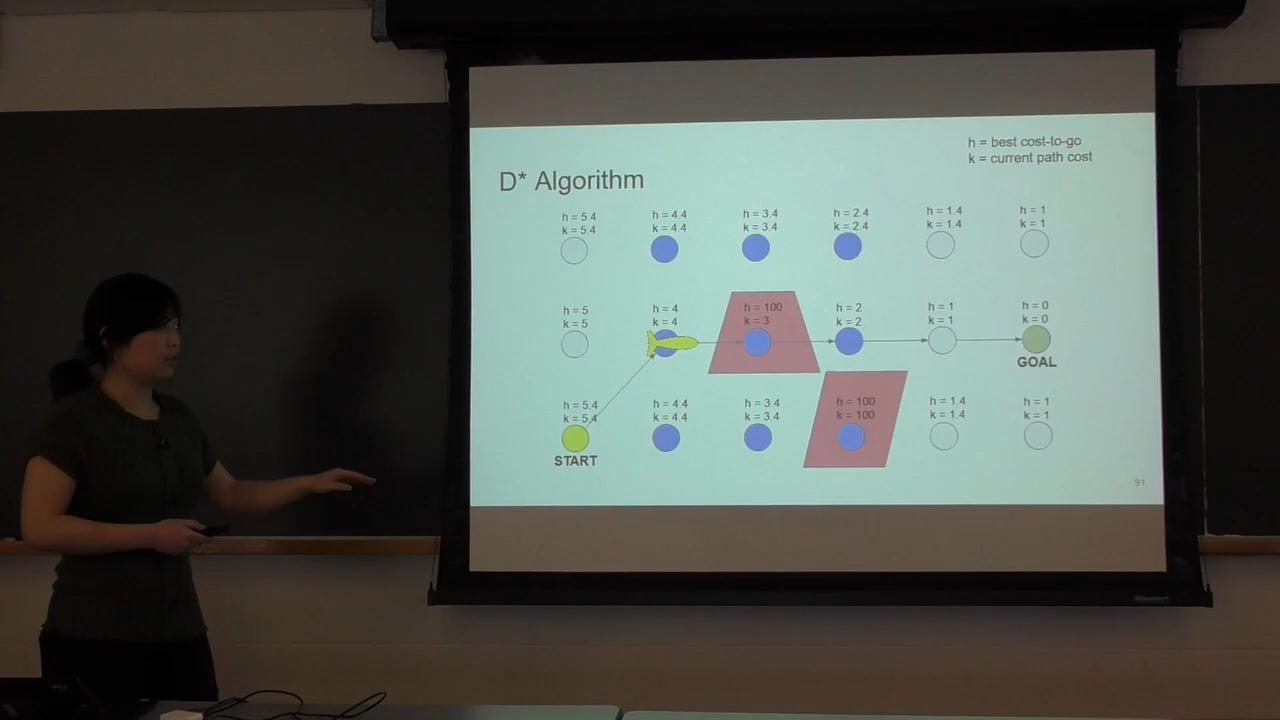 h = best cost-to-go
k = current path cost
D* Algorithm
h = 5.4
k = 5.4
h = 4.4
k = 4.4
h = 3.4
k = 3.4
h = 2.4
k = 2.4
h = 1.4
k = 1.4
h = 1
k = 1
h = 5
k = 5
h = 4
k = 4
h = 100
k = 3
h = 2
k = 2
h = 1
k = 1
h = 0
k = 0
GOAL
h = 5.4
k = 5.4
START
h = 4.4
k = 4.4
h = 3.4
k = 3.4
h = 100
k = 100
h = 1.4
k = 1.4
h = 1
k = 1
91